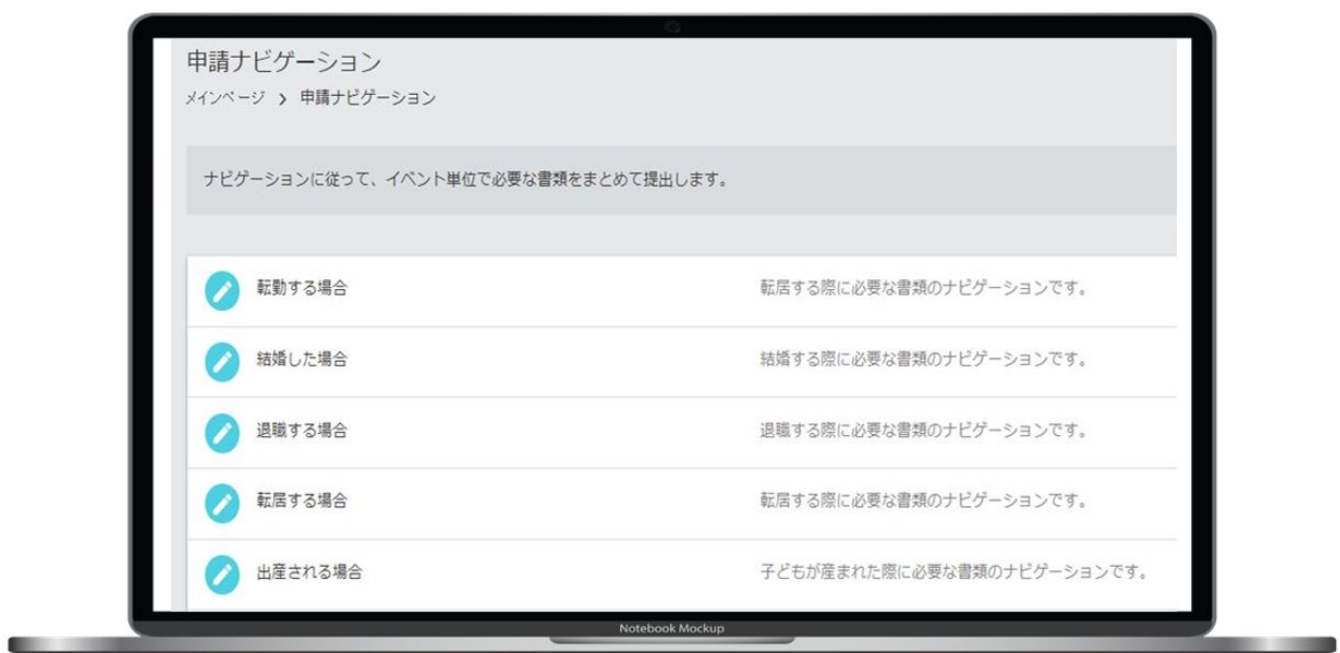 申請ナビゲーション
メインページ > 申請ナビゲーション
ナビゲーションに従って、イベント単位で必要な書類をまとめて提出します。
転勤する場合 転居する際に必要な書類のナビゲーションです。
結婚した場合 結婚する際に必要な書類のナビゲーションです。
退職する場合 退職する際に必要な書類のナビゲーションです。
転居する場合 転居する際に必要な書類のナビゲーションです。
出産される場合 子どもが産まれた際に必要な書類のナビゲーションです。
Notebook Mockup